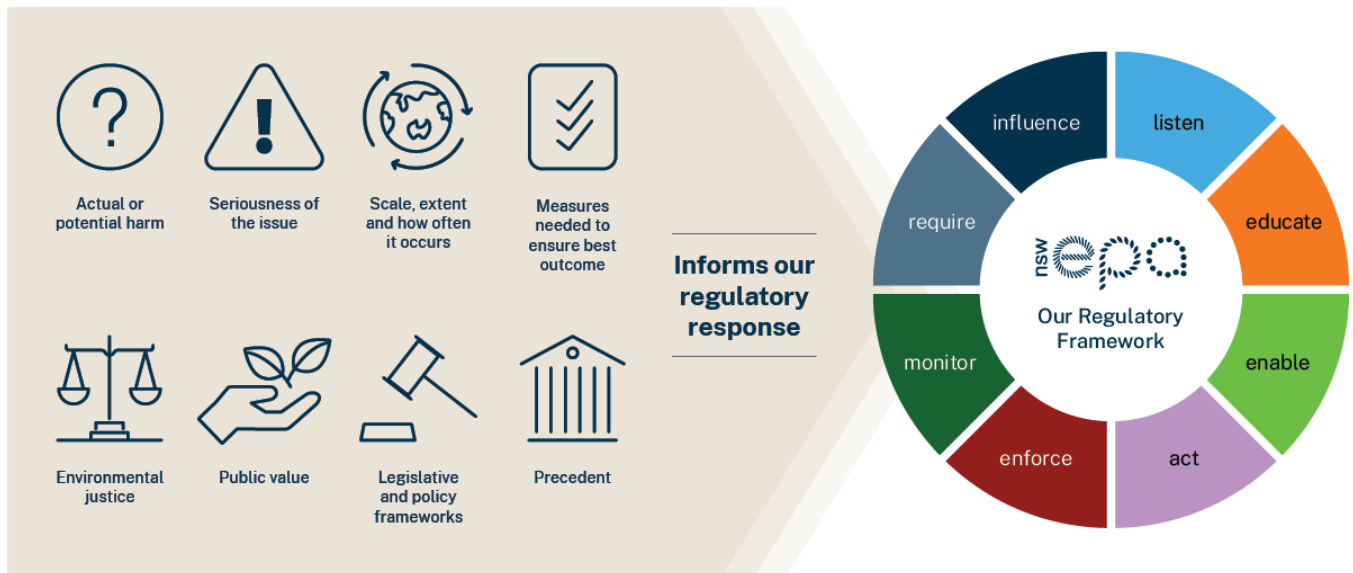 ?
!
Actual or
potential harm
Seriousness of
the issue
Scale, extent
and how often
it occurs
Measures
needed to
ensure best
outcome
Environmental
justice
Public value
Legislative
and policy
frameworks
Precedent
Informs our
regulatory
response
influence
listen
educate
enable
act
enforce
monitor
require
nsw epa
Our Regulatory
Framework